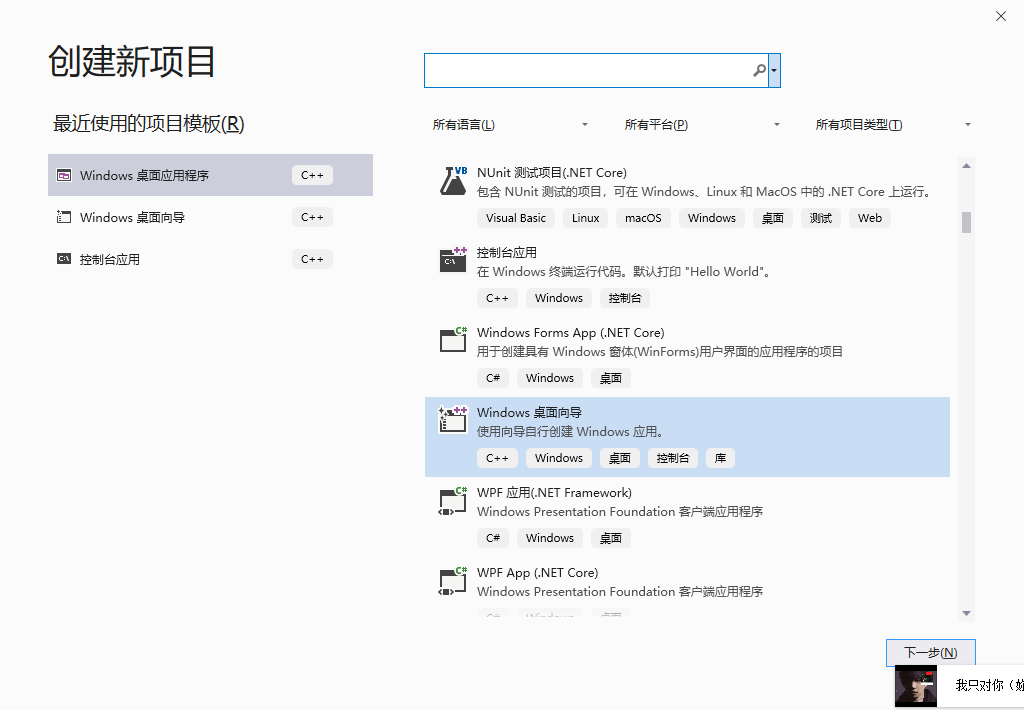 创建新项目
最近使用的项目模板(R)
Windows 桌面应用程序 C++
Windows 桌面向导 C++
控制台应用 C++
所有语言(L) 所有平台(P) 所有项目类型(T)
NUnit 测试项目(.NET Core)
包含 NUnit 测试的项目，可在 Windows、Linux 和 MacOS 中的 .NET Core 上运行。
Visual Basic Linux macOS Windows 桌面 测试 Web
控制台应用
在 Windows 终端运行代码。默认打印 "Hello World"。
C++ Windows 控制台
Windows Forms App (.NET Core)
用于创建具有 Windows 窗体(WinForms)用户界面的应用程序的项目
C# Windows 桌面
Windows 桌面向导
使用向导自行创建 Windows 应用。
C++ Windows 桌面 控制台 库
WPF 应用(.NET Framework)
Windows Presentation Foundation 客户端应用程序
C# Windows 桌面
WPF App (.NET Core)
Windows Presentation Foundation 客户端应用程序
C# Windows 桌面
下一步(N)
我只对你（